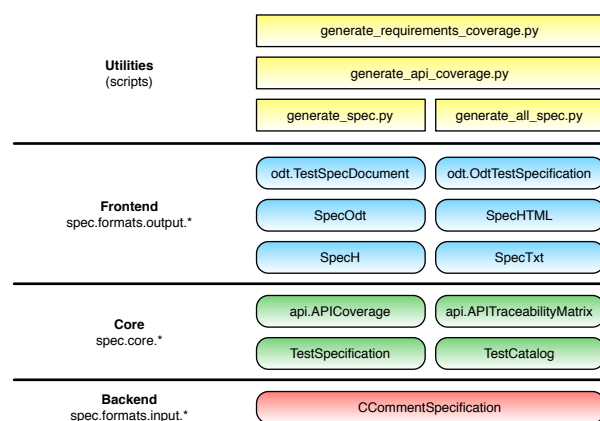 generate_requirements_coverage.py
Utilities
(scripts)
generate_api_coverage.py
generate_spec.py
generate_all_spec.py
odt.TestSpecDocument
odt.OdtTestSpecification
Frontend
spec.formats.output.*
SpecOdt
SpecHTML
SpecH
SpecTxt
Core
spec.core.*
api.APICoverage
api.APITraceabilityMatrix
TestSpecification
TestCatalog
Backend
spec.formats.input.*
CCommentSpecification